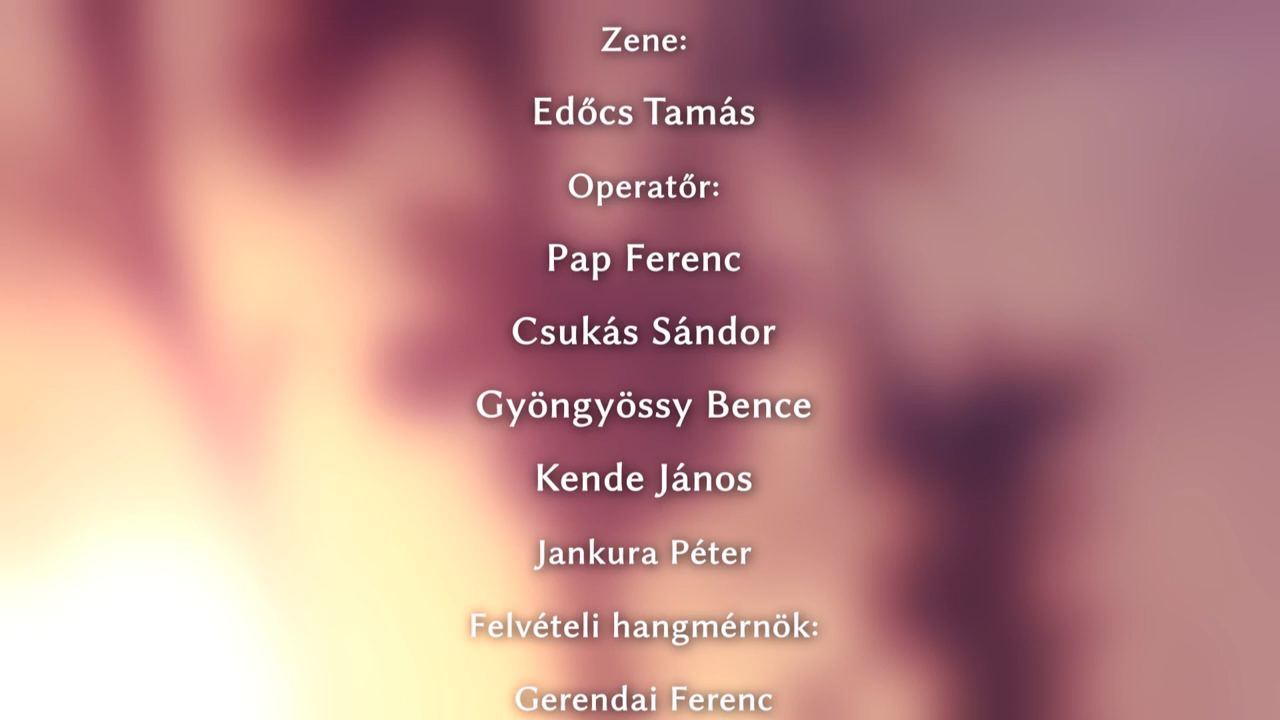 Zene:
Edőcs Tamás
Operatőr:
Pap Ferenc
Csukás Sándor
Gyöngyössy Bence
Kende János
Jankura Péter
Felvételi hangmérnök:
Gerendai Ferenc